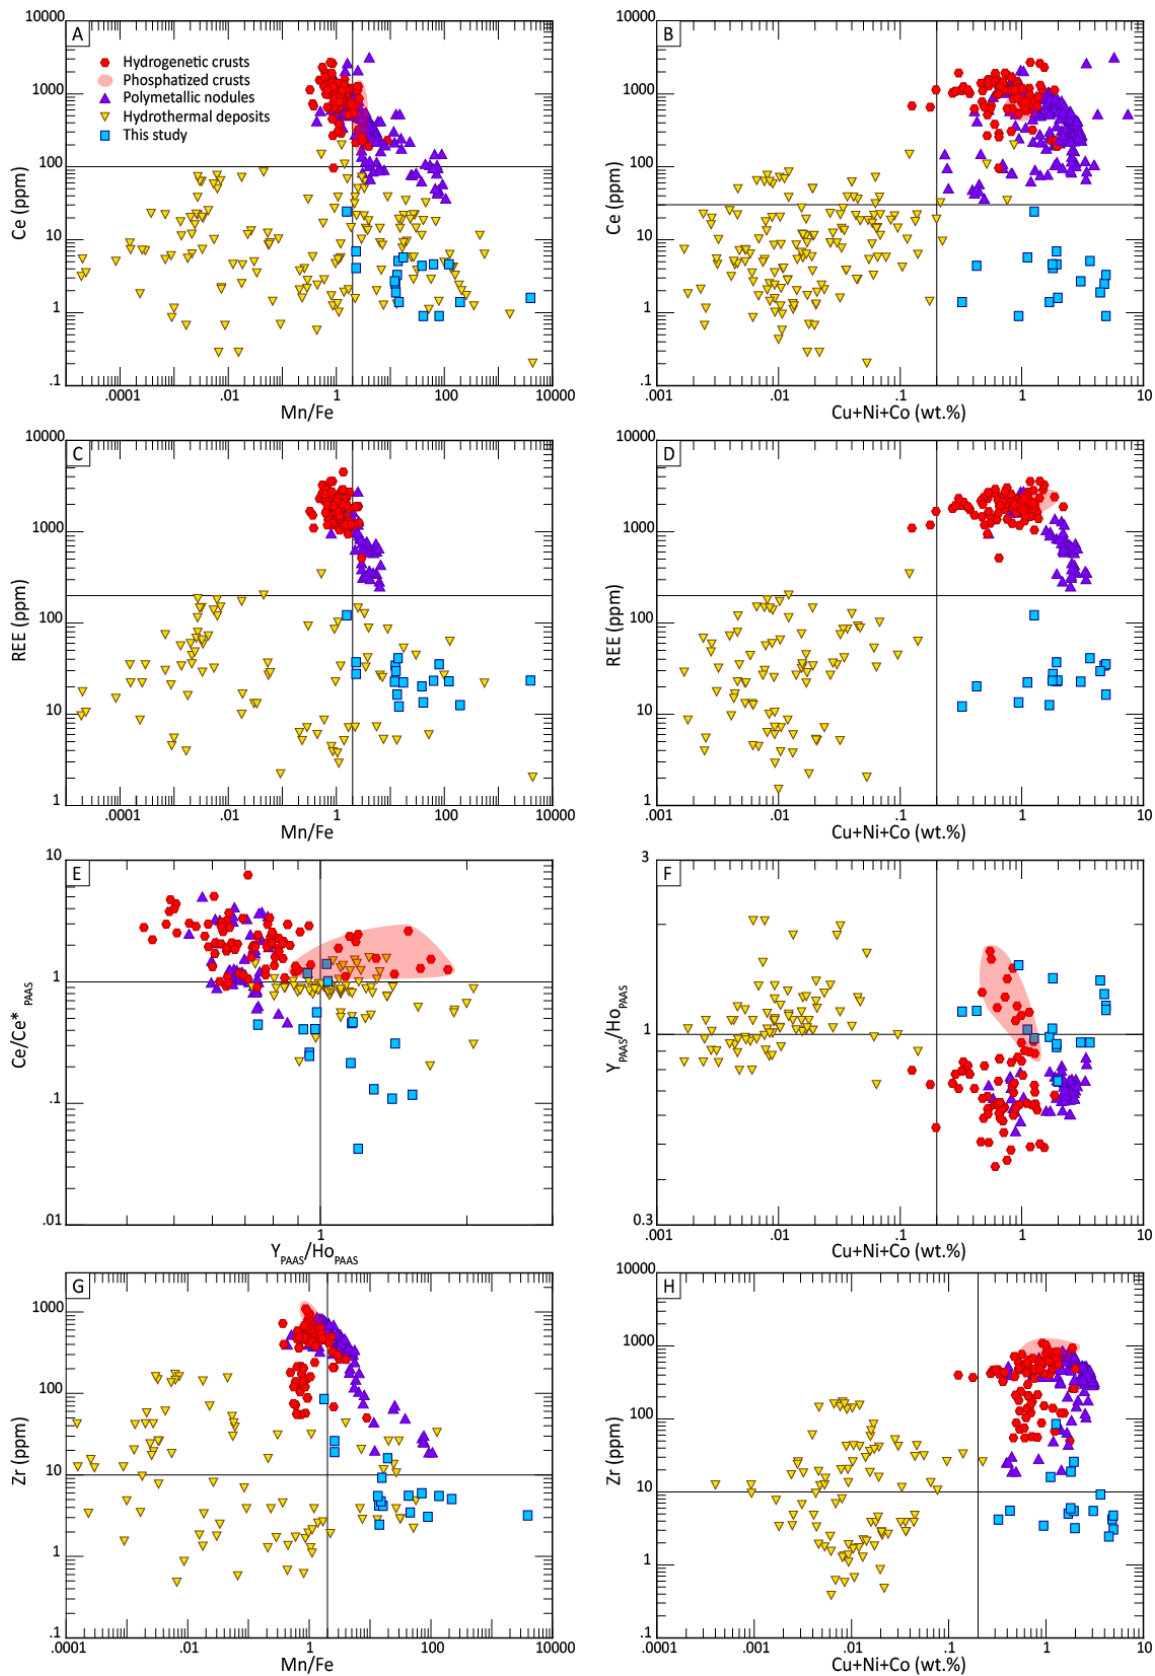 10000
1000
100
10
1
.1
Ce (ppm)
A
Hydrogenetic crusts
Phosphatized crusts
Polymetallic nodules
Hydrothermal deposits
This study
.0001
.01
1
100
10000
Mn/Fe
10000
1000
100
10
1
.1
Ce (ppm)
B
.001
.01
.1
1
10
Cu+Ni+Co (wt.%)
10000
1000
100
10
1
REE (ppm)
C
.0001
.01
1
100
10000
Mn/Fe
10000
1000
100
10
1
REE (ppm)
D
.001
.01
.1
1
10
Cu+Ni+Co (wt.%)
10
1
.1
.01
Ce/Ce* PAAS
E
1
Y PAAS/Ho PAAS
3
1
0.3
Y PAAS/Ho PAAS
F
.001
.01
.1
1
10
Cu+Ni+Co (wt.%)
1000
100
10
1
.1
Zr (ppm)
G
.0001
.01
1
100
10000
Mn/Fe
10000
1000
100
10
1
.1
Zr (ppm)
H
.0001
.001
.01
.1
1
10
Cu+Ni+Co (wt.%)